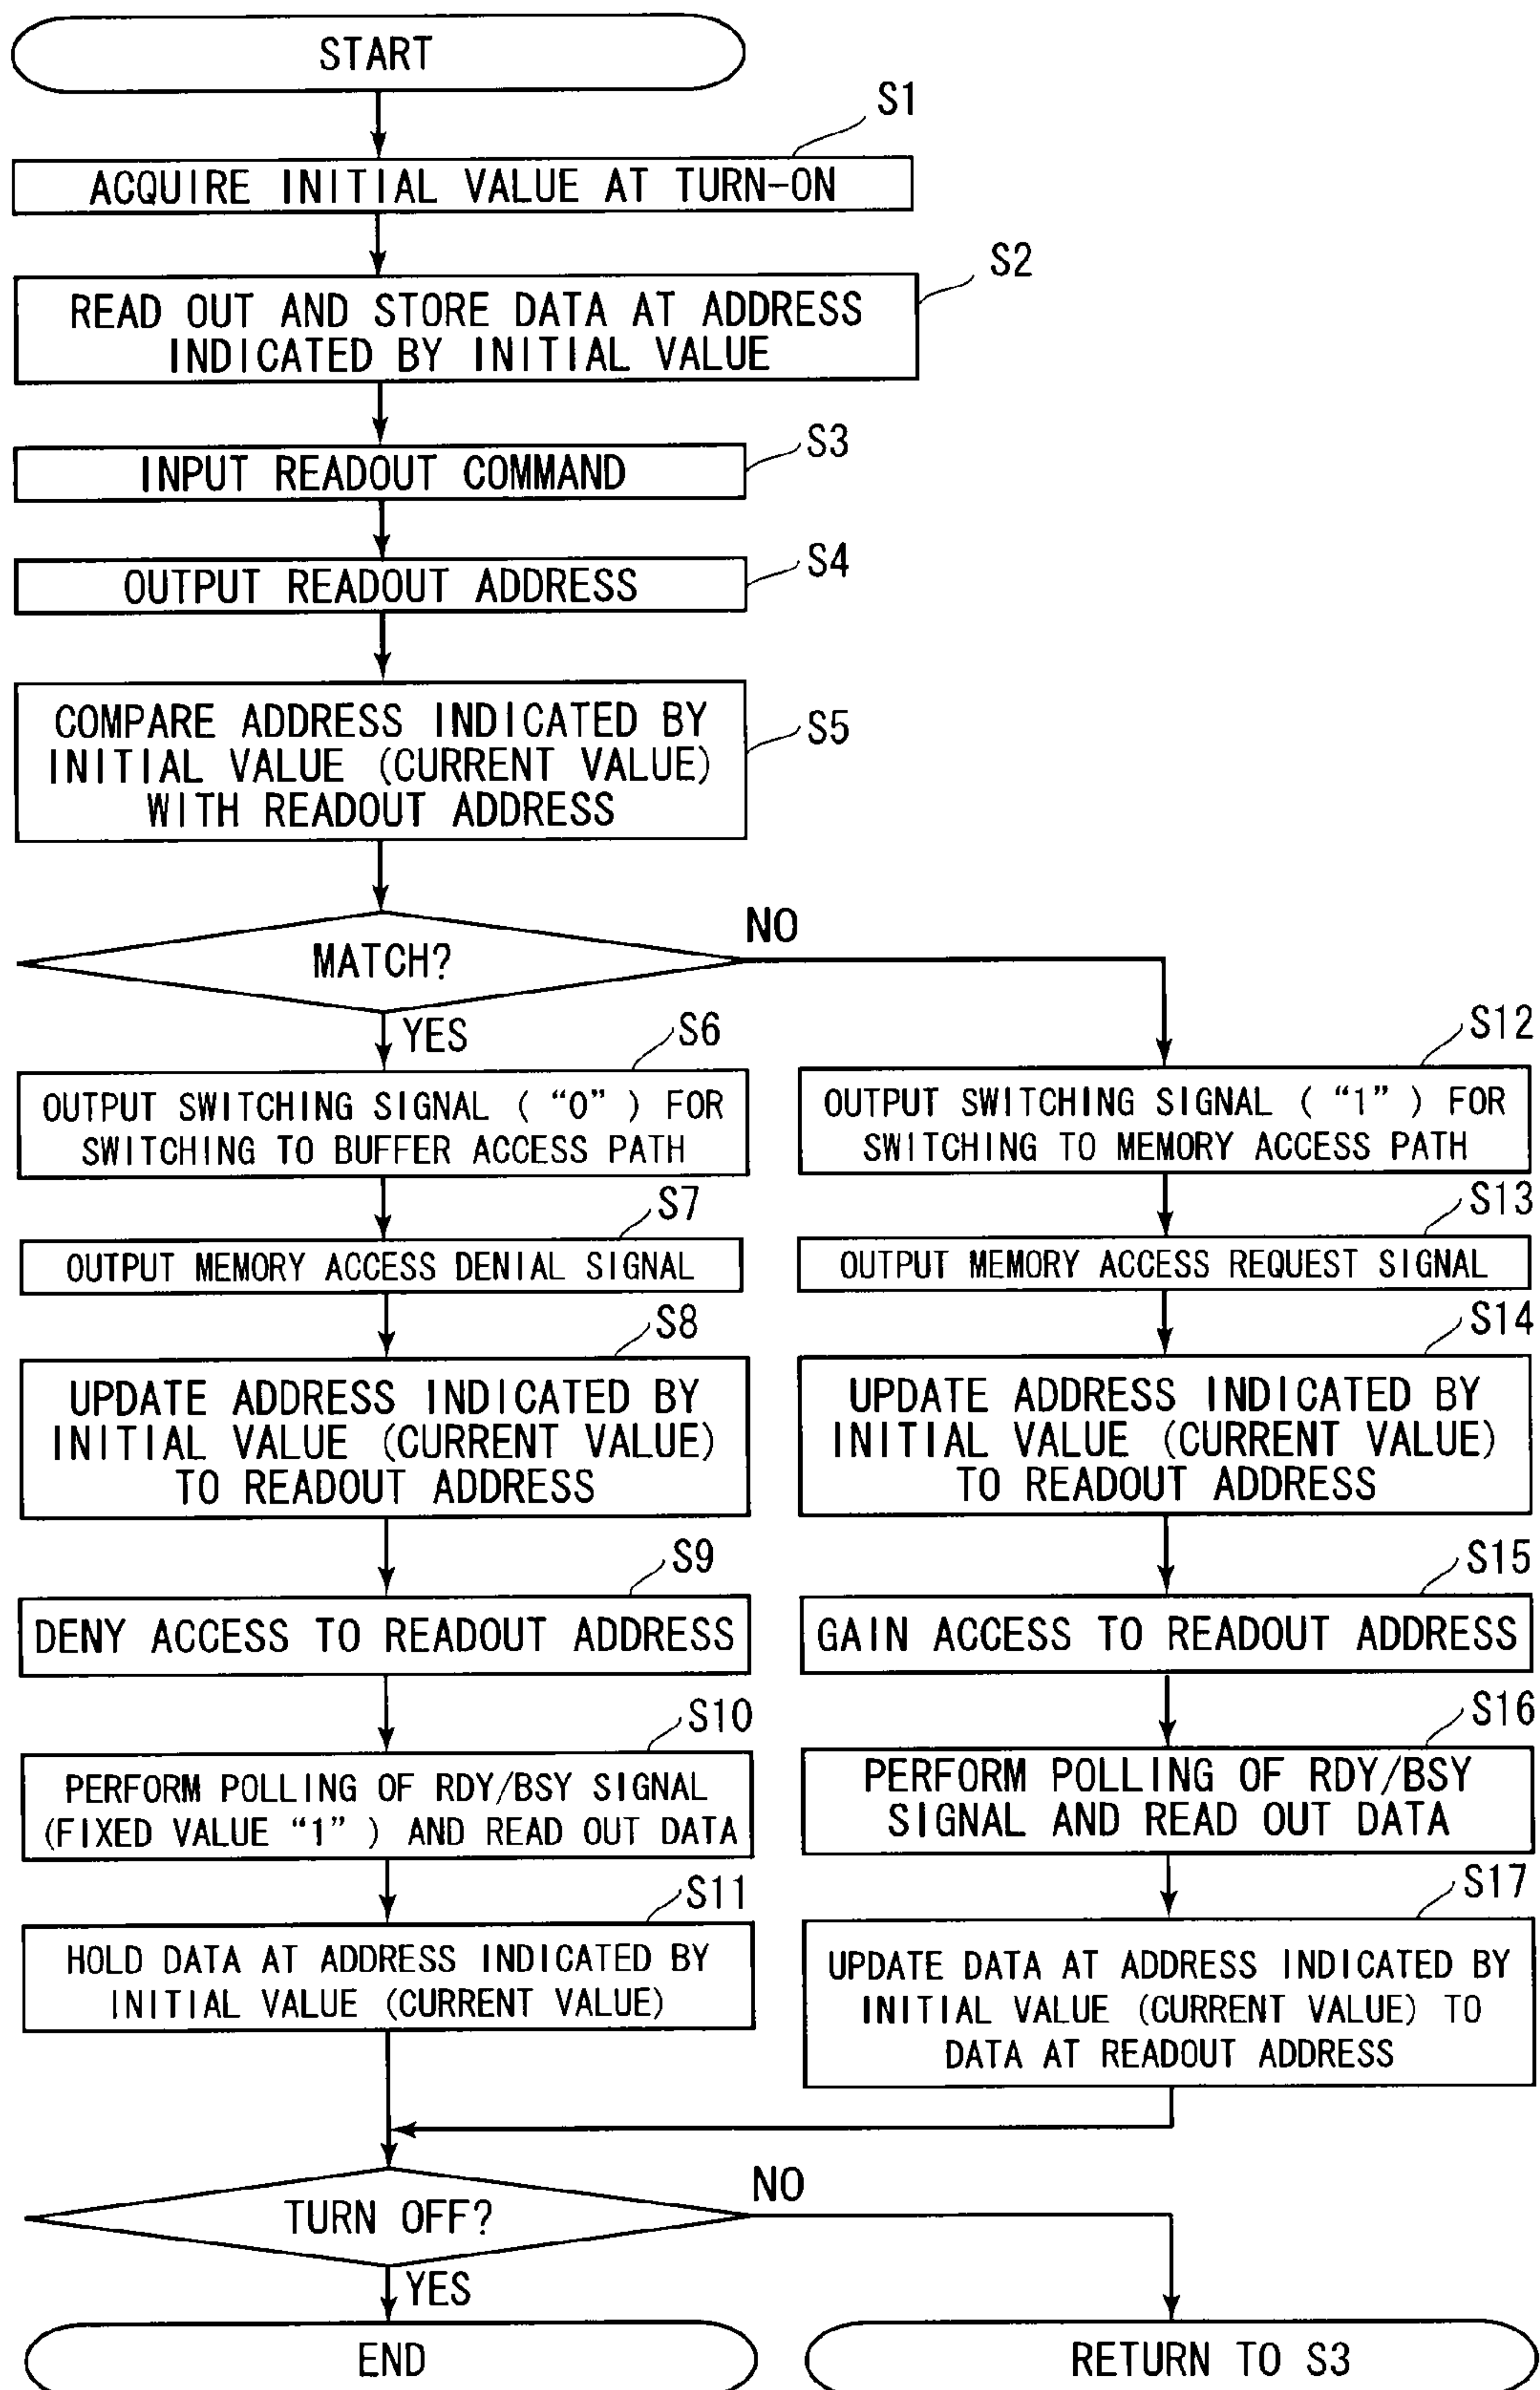 START
S1
ACQUIRE INITIAL VALUE AT TURN-ON
S2
READ OUT AND STORE DATA AT ADDRESS
INDICATED BY INITIAL VALUE
S3
INPUT READOUT COMMAND
S4
OUTPUT READOUT ADDRESS
S5
COMPARE ADDRESS INDICATED BY
INITIAL VALUE (CURRENT VALUE)
WITH READOUT ADDRESS
MATCH?
NO
YES
S6
OUTPUT SWITCHING SIGNAL ( “0” ) FOR
SWITCHING TO BUFFER ACCESS PATH
S7
OUTPUT MEMORY ACCESS DENIAL SIGNAL
S8
UPDATE ADDRESS INDICATED BY
INITIAL VALUE (CURRENT VALUE)
TO READOUT ADDRESS
S9
DENY ACCESS TO READOUT ADDRESS
S10
PERFORM POLLING OF RDY/BSY SIGNAL
(FIXED VALUE “1” ) AND READ OUT DATA
S11
HOLD DATA AT ADDRESS INDICATED BY
INITIAL VALUE (CURRENT VALUE)
S12
OUTPUT SWITCHING SIGNAL ( “1” ) FOR
SWITCHING TO MEMORY ACCESS PATH
S13
OUTPUT MEMORY ACCESS REQUEST SIGNAL
S14
UPDATE ADDRESS INDICATED BY
INITIAL VALUE (CURRENT VALUE)
TO READOUT ADDRESS
S15
GAIN ACCESS TO READOUT ADDRESS
S16
PERFORM POLLING OF RDY/BSY
SIGNAL AND READ OUT DATA
S17
UPDATE DATA AT ADDRESS INDICATED BY
INITIAL VALUE (CURRENT VALUE) TO
DATA AT READOUT ADDRESS
TURN OFF?
NO
YES
END
RETURN TO S3